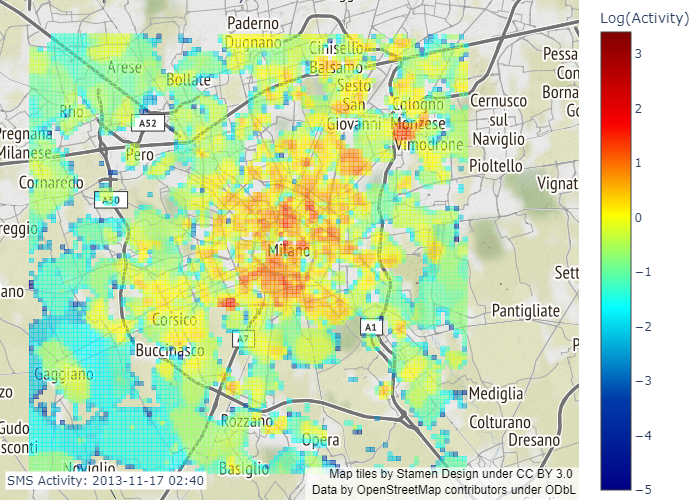 Log(Activity)
Paderno
Dugnano
Cinisello
Balsamo
Arese
Bollate
Sesto
San
Giovanni
Cologno
Monzese
Pessa
Con
Borna
Go
Rho
A52
Cernusco
sul
Naviglio
Pregnana
Milanese
Pero
Vimodrone
Pioltello
Cornaredo
A50
Vignat
reggio
Milano
Sett
ano
Corsico
Pantigliate
A7
A1
Buccinasco
P
Gaggiano
zo
Mediglia
Rozzano
Colturano
Gudo
sconti
Opera
Dresano
Noviglio
Basiglio
SMS Activity: 2013-11-17 02:40
Map tiles by Stamen Design under CC BY 3.0
Data by OpenStreetMap contributors under ODbL
3
2
1
0
−1
−2
−3
−4
−5